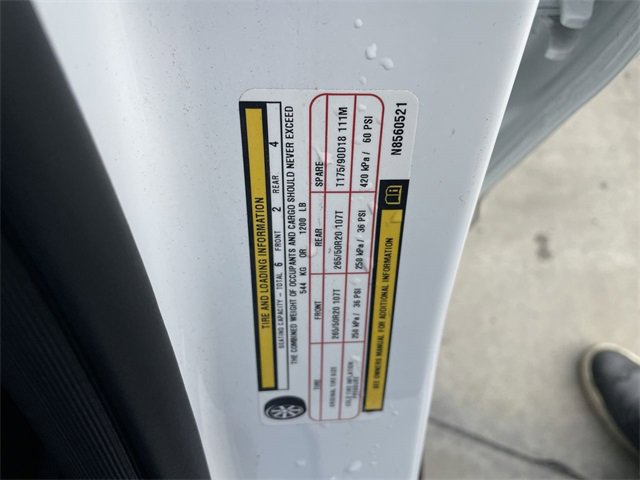 TIRE AND LOADING INFORMATION
SEATING CAPACITY - TOTAL 6 FRONT 2 REAR 4
THE COMBINED WEIGHT OF OCCUPANTS AND CARGO SHOULD NEVER EXCEED
544 KG OR 1200 LB
TIRE FRONT REAR SPARE
ORIGINAL TIRE SIZE 265/50R20 107T 265/50R20 107T T175/90D18 111M
COLD TIRE INFLATION PRESSURE 250 kPa / 36 PSI 250 kPa / 36 PSI 420 kPa / 60 PSI
SEE OWNERS MANUAL FOR ADDITIONAL INFORMATION
N8560521